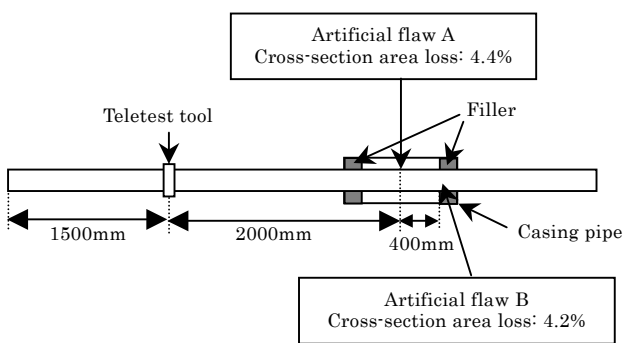 Artificial flaw A
Cross-section area loss: 4.4%
Teletest tool
Filler
1500mm
2000mm
400mm
Casing pipe
Artificial flaw B
Cross-section area loss: 4.2%